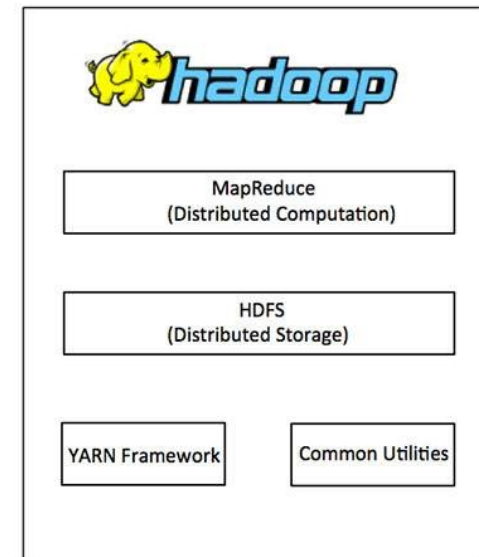 hadoop
MapReduce
(Distributed Computation)
HDFS
(Distributed Storage)
YARN Framework
Common Utilities